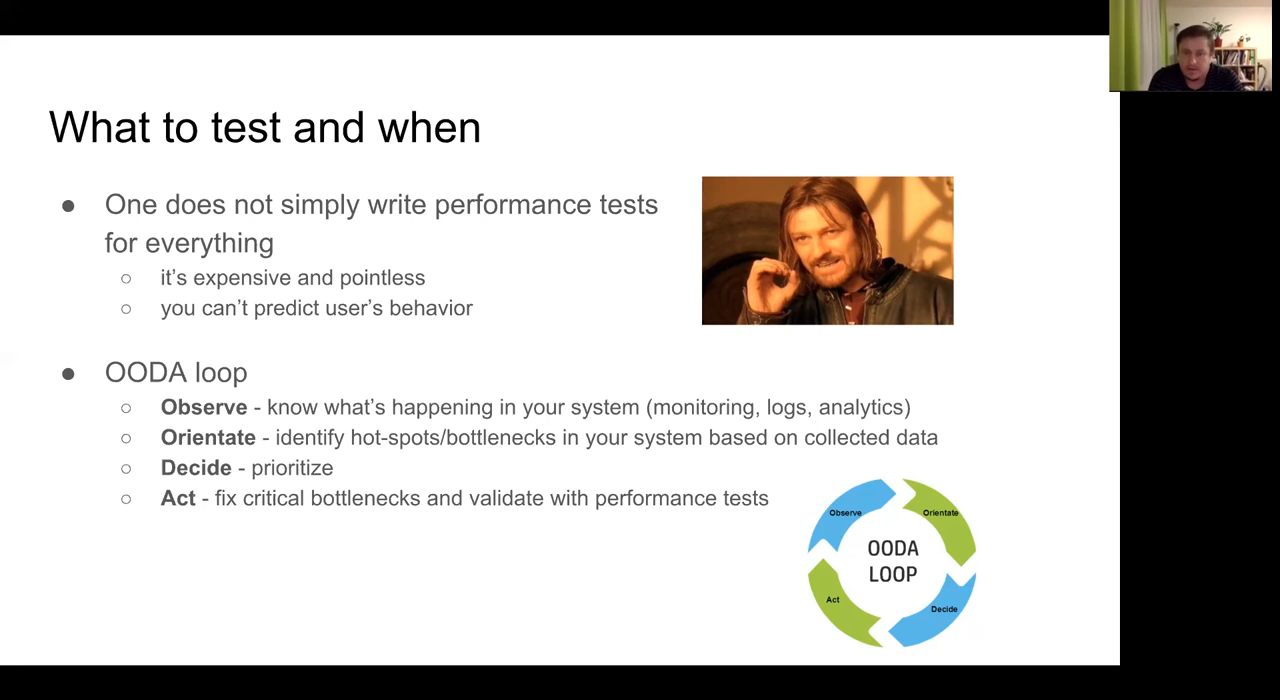 What to test and when
● One does not simply write performance tests
for everything
○ it's expensive and pointless
○ you can't predict user's behavior
● OODA loop
○ Observe - know what's happening in your system (monitoring, logs, analytics)
○ Orientate - identify hot-spots/bottlenecks in your system based on collected data
○ Decide - prioritize
○ Act - fix critical bottlenecks and validate with performance tests
Observe
Orientate
OODA
LOOP
Act
Decide